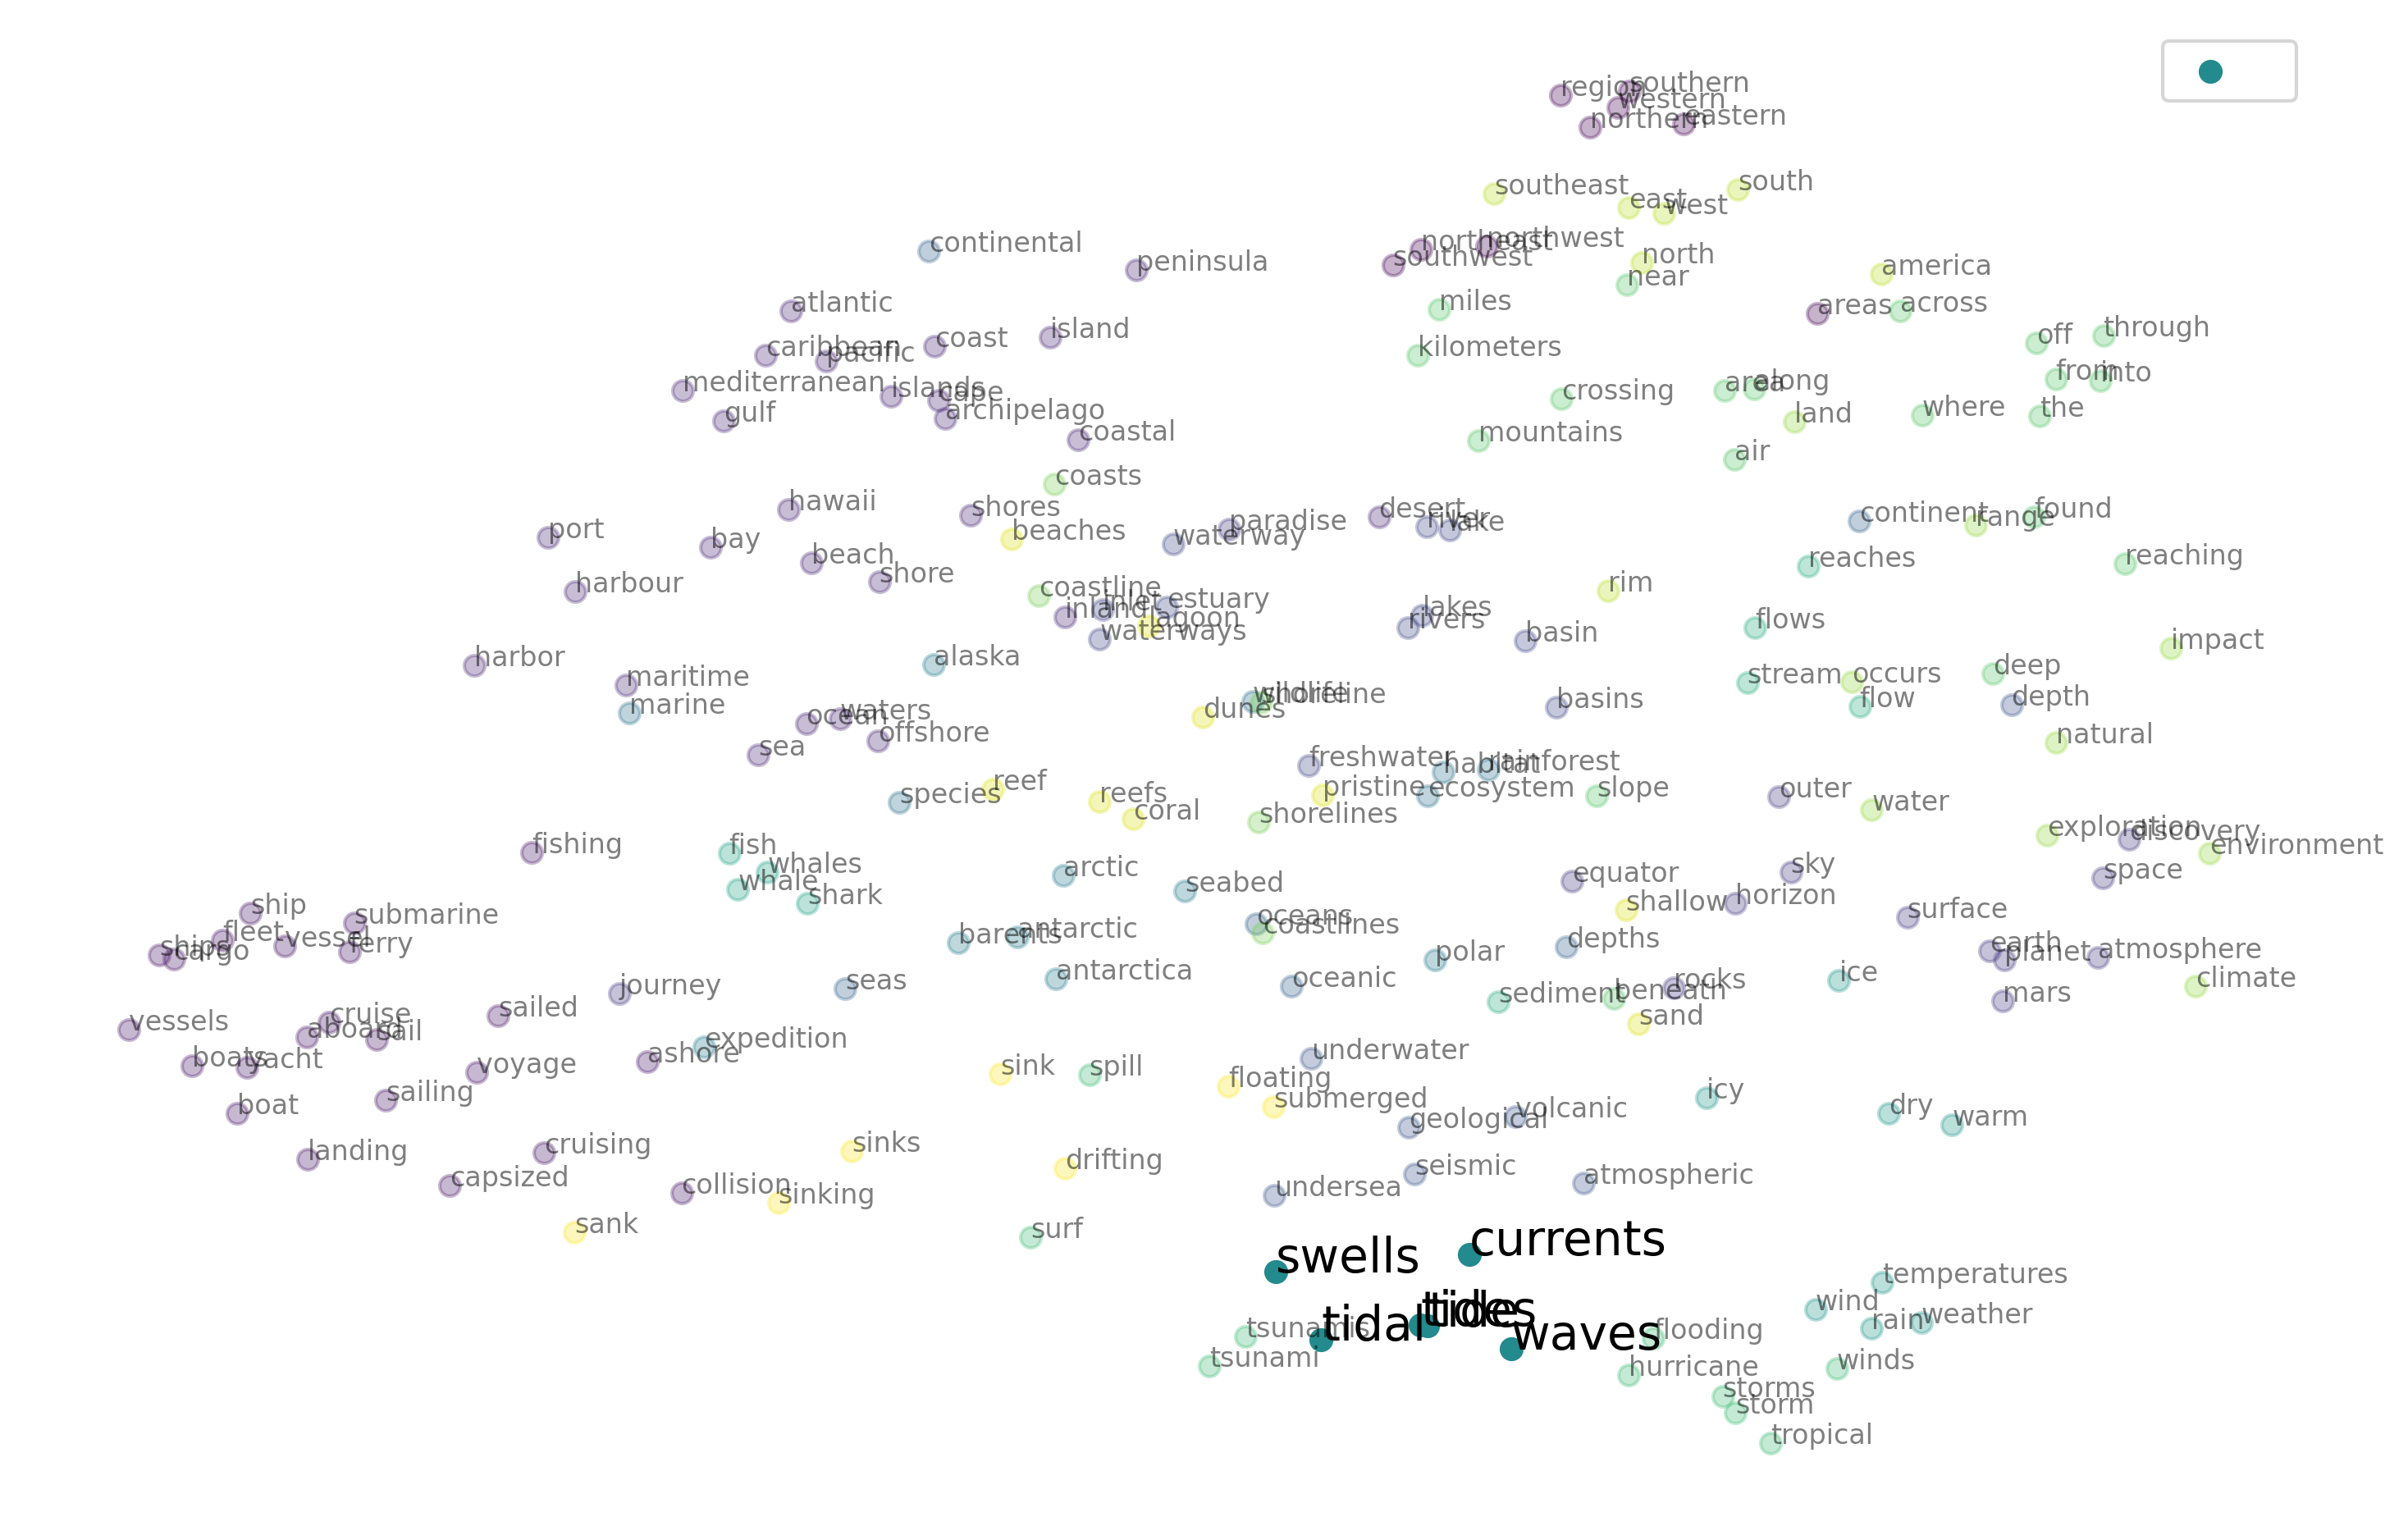 region
southern
western
northern
eastern
southeast
south
east
west
continental
peninsula
northeast
northwest
southwest
north
near
america
atlantic
island
miles
areas
across
caribbean
pacific
coast
kilometers
off
through
mediterranean
islands
cape
crossing
area
along
from
into
gulf
archipelago
land
where
the
coastal
mountains
air
coasts
hawaii
shores
paradise
desert
river
lake
continent
range
found
port
bay
beaches
waterway
beach
shore
reaches
reaching
harbour
coastline
inland
inlet
estuary
lagoon
waterways
lakes
rivers
rim
basin
flows
impact
harbor
alaska
maritime
marine
stream
occurs
flow
deep
depth
wildlife
shoreline
dunes
basins
ocean
waters
offshore
sea
natural
freshwater
habitat
rainforest
species
reef
reefs
coral
pristine
ecosystem
slope
outer
water
shorelines
exploration
discovery
environment
fishing
fish
whales
whale
shark
arctic
seabed
equator
sky
space
ship
submarine
fleet
vessel
ferry
ships
cargo
barents
antarctic
oceans
coastlines
shallow
horizon
surface
polar
depths
earth
planet
atmosphere
journey
seas
antarctica
oceanic
sediment
beneath
rocks
ice
mars
climate
vessels
cruise
aboard
sail
sailed
sand
boats
yacht
voyage
ashore
expedition
sink
spill
floating
underwater
submerged
icy
boat
sailing
geological
volcanic
dry
warm
landing
cruising
sinks
drifting
capsized
collision
sinking
seismic
undersea
atmospheric
sank
surf
swells
currents
temperatures
tsunamis
tidal
tide
tides
waves
flooding
wind
rain
weather
tsunami
hurricane
winds
storms
storm
tropical